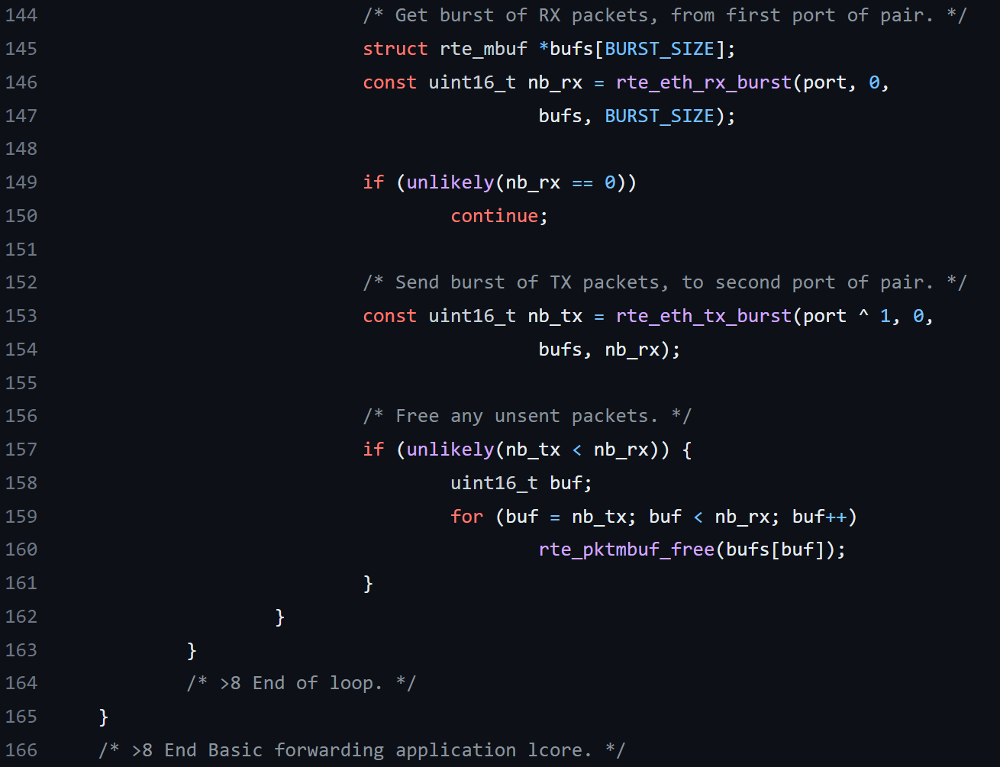 144 /* Get burst of RX packets, from first port of pair. */
145 struct rte_mbuf *bufs[BURST_SIZE];
146 const uint16_t nb_rx = rte_eth_rx_burst(port, 0,
147 bufs, BURST_SIZE);
148
149 if (unlikely(nb_rx == 0))
150 continue;
151
152 /* Send burst of TX packets, to second port of pair. */
153 const uint16_t nb_tx = rte_eth_tx_burst(port ^ 1, 0,
154 bufs, nb_rx);
155
156 /* Free any unsent packets. */
157 if (unlikely(nb_tx < nb_rx)) {
158 uint16_t buf;
159 for (buf = nb_tx; buf < nb_rx; buf++)
160 rte_pktmbuf_free(bufs[buf]);
161 }
162 }
163 }
164 /* >8 End of loop. */
165 }
166 /* >8 End Basic forwarding application lcore. */